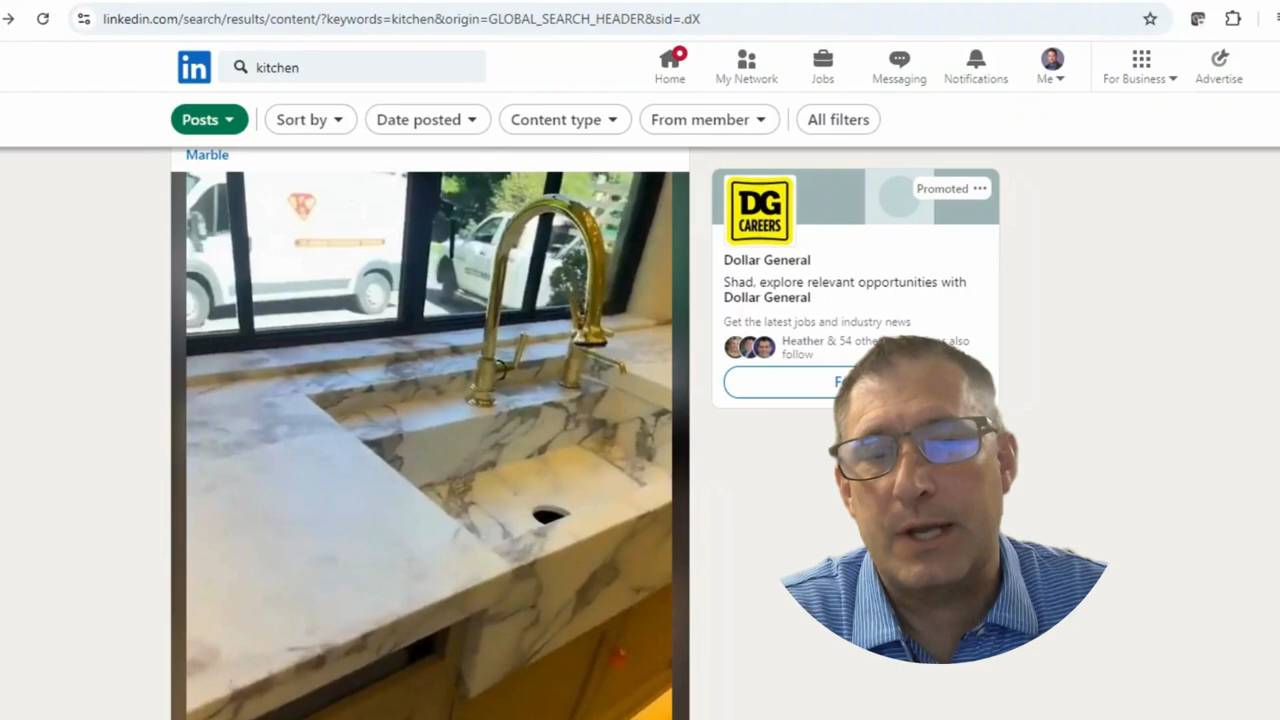 linkedin.com/search/results/content/?keywords=kitchen&origin=GLOBAL_SEARCH_HEADER&sid=.dX
in
kitchen
Home
My Network
Jobs
Messaging
Notifications
Me
For Business
Advertise
Posts
Sort by
Date posted
Content type
From member
All filters
Marble
Promoted
DG
CAREERS
Dollar General
Shad, explore relevant opportunities with
Dollar General
Get the latest jobs and industry news
Heather & 54 also
follow